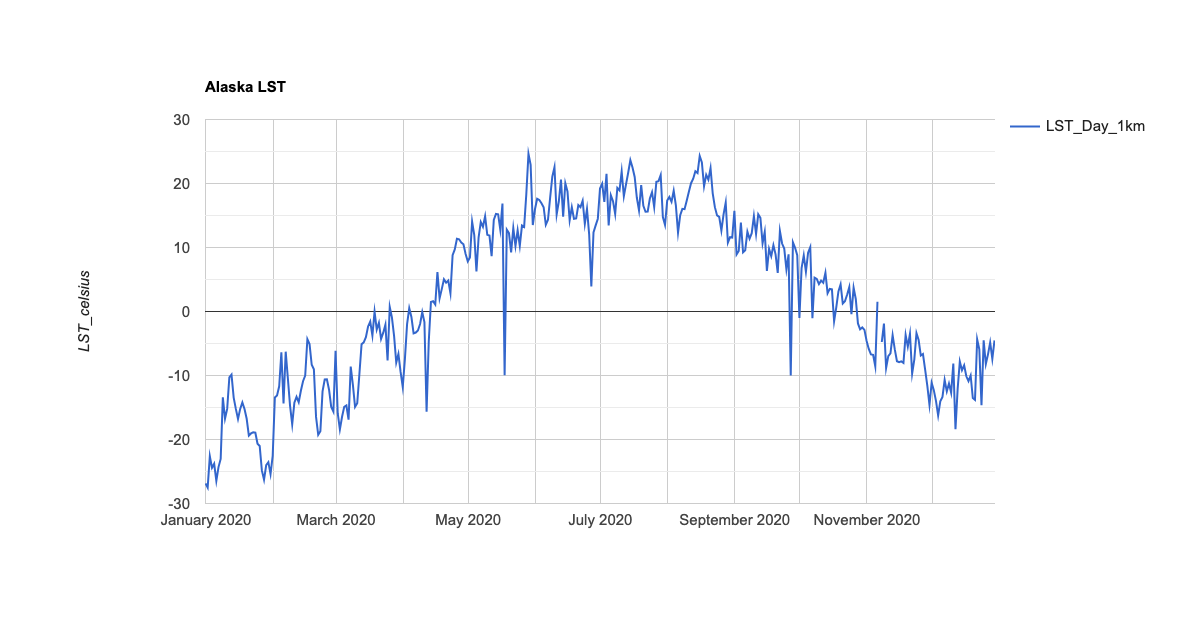 Alaska LST
30
20
10
0
-10
-20
-30
LST_celsius
January 2020
March 2020
May 2020
July 2020
September 2020
November 2020
LST_Day_1km